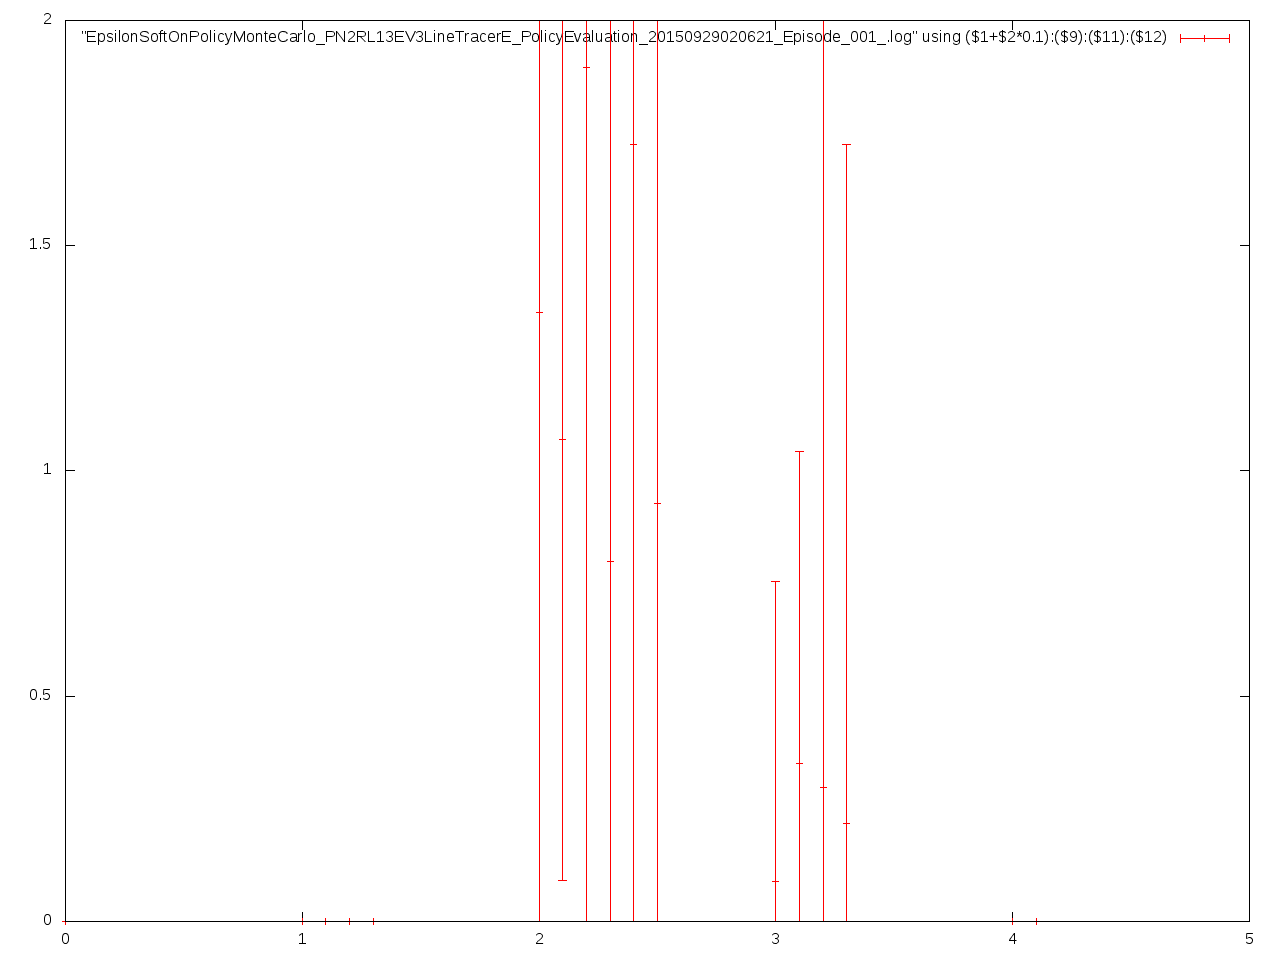 2
"EpsilonSoftOnPolicyMonteCarlo_PN2RL13EV3LineTracerE_PolicyEvaluation_20150929020621_Episode_001_.log" using ($1+$2*0.1):($9):($11):($12)
1.5
1
0.5
0
0 1 2 3 4 5